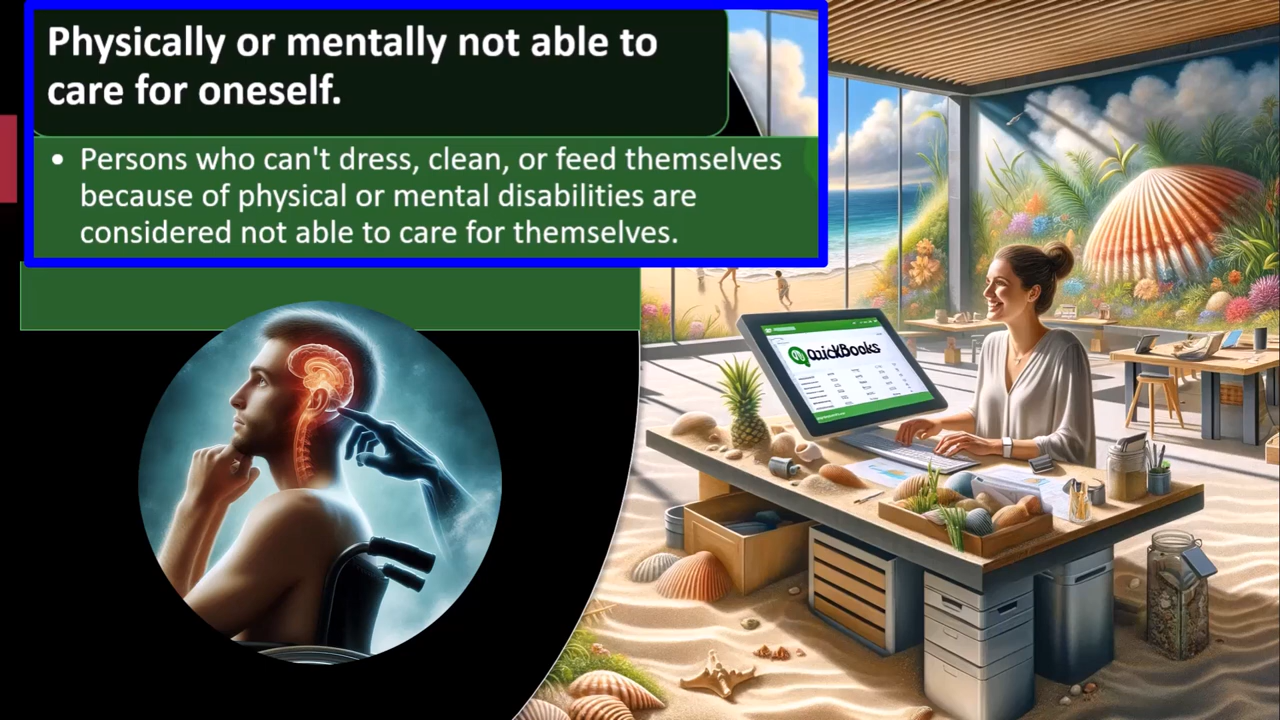 Physically or mentally not able to
care for oneself.
• Persons who can't dress, clean, or feed themselves
because of physical or mental disabilities are
considered not able to care for themselves.
QuickBooks